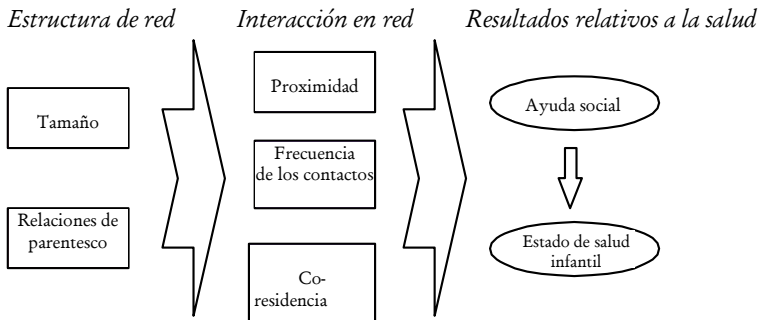 Estructura de red
Interacción en red
Resultados relativos a la salud
Tamaño
Relaciones de
parentesco
Proximidad
Frecuencia
de los contactos
Co-
residencia
Ayuda social
Estado de salud
infantil